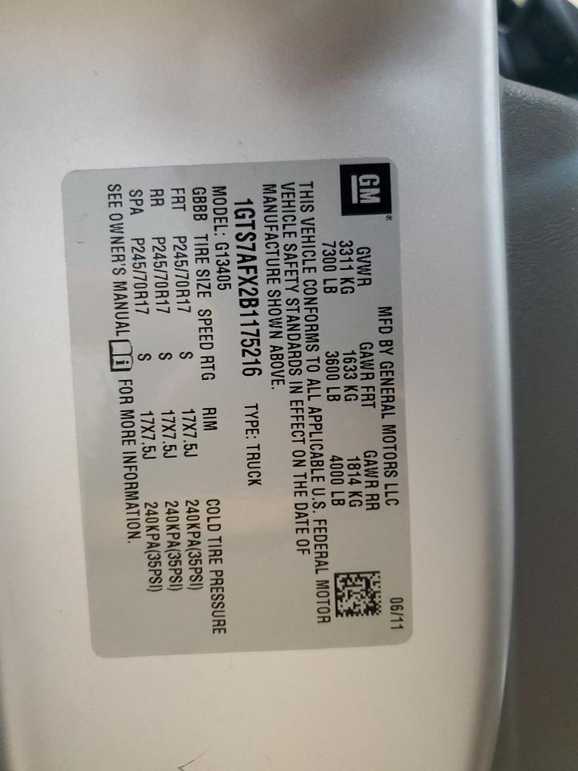 GM®
MFD BY GENERAL MOTORS LLC
06/11
GVWR GAWR FRT GAWR RR
3311 KG 1633 KG 1814 KG
7300 LB 3600 LB 4000 LB
THIS VEHICLE CONFORMS TO ALL APPLICABLE U.S. FEDERAL MOTOR
VEHICLE SAFETY STANDARDS IN EFFECT ON THE DATE OF
MANUFACTURE SHOWN ABOVE.
1GTS7AFX2B1175216 TYPE: TRUCK
MODEL: G13405
GBBB TIRE SIZE SPEED RTG RIM COLD TIRE PRESSURE
FRT P245/70R17 S 17X7.5J 240KPA(35PSI)
RR P245/70R17 S 17X7.5J 240KPA(35PSI)
SPA P245/70R17 S 17X7.5J 240KPA(35PSI)
SEE OWNER'S MANUAL i FOR MORE INFORMATION.